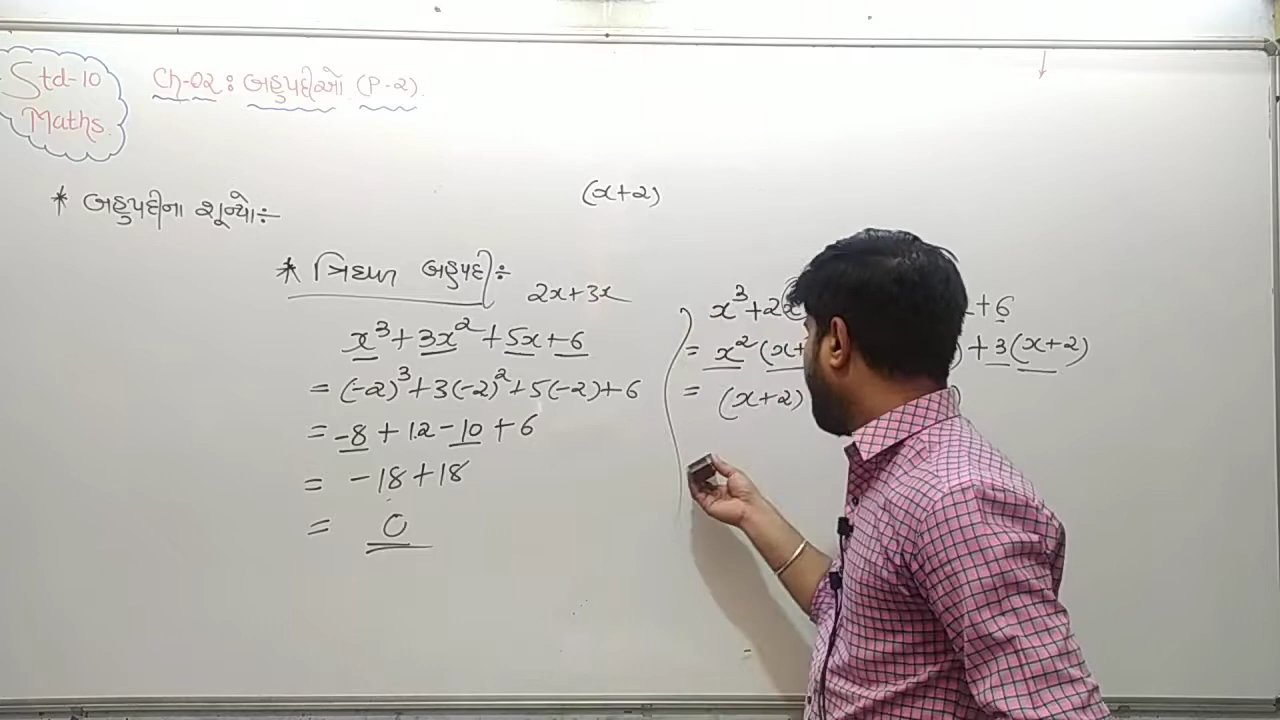 Std-10
Maths
Ch-02: બહુપદીઓ (P-2).
* બહુપદીના શૂન્યો÷
(x+2)
* ત્રિઘાત બહુપદી÷
2x+3x
x³+3x²+5x+6
= (-2)³+3(-2)²+5(-2)+6
= -8+12-10+6
= -18+18
= 0
x³+2x +6
= x²(x+ )+3(x+2)
= (x+2) )